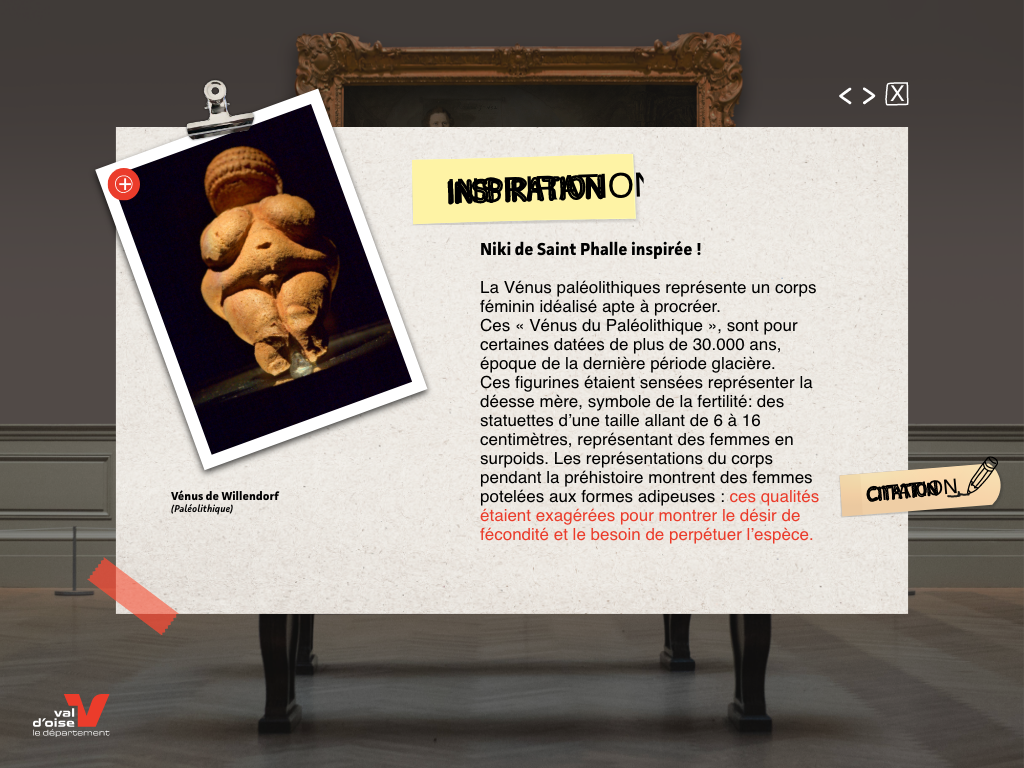 X
INSPIRATION
Niki de Saint Phalle inspirée !
La Vénus paléolithiques représente un corps
féminin idéalisé apte à procréer.
Ces « Vénus du Paléolithique », sont pour
certaines datées de plus de 30.000 ans,
époque de la dernière période glacière.
Ces figurines étaient sensées représenter la
déesse mère, symbole de la fertilité: des
statuettes d’une taille allant de 6 à 16
centimètres, représentant des femmes en
surpoids. Les représentations du corps
pendant la préhistoire montrent des femmes
potelées aux formes adipeuses : ces qualités
étaient exagérées pour montrer le désir de
fécondité et le besoin de perpétuer l’espèce.
Vénus de Willendorf
(Paléolithique)
CITATION
val
d’oise
le département